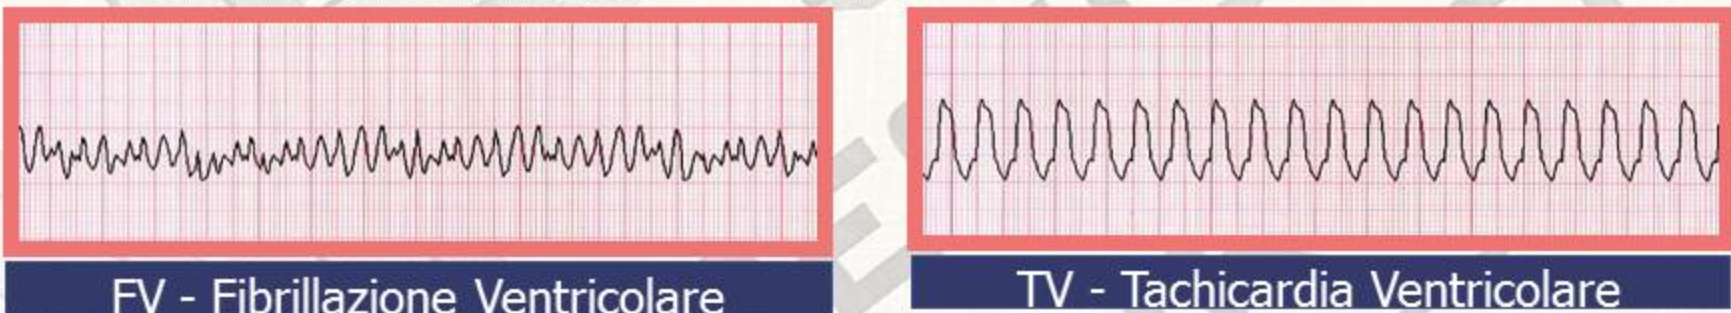 FV - Fibrillazione Ventricolare
TV - Tachicardia Ventricolare